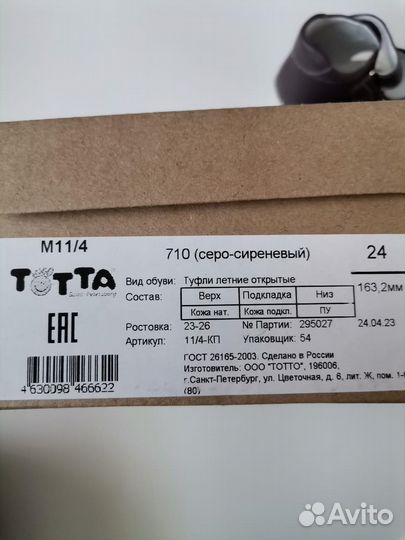 M11/4
710 (серо-сиреневый)
24
TOTTA
Saint Petersburg
Вид обуви: Туфли летние открытые
Состав: Верх Подкладка Низ
163,2мм
Кожа нат. Кожа подкл. ПУ
EAC
Ростовка: 23-26 № Партии: 295027 24.04.23
Артикул: 11/4-КП Упаковщик: 54
ГОСТ 26165-2003. Сделано в России
Изготовитель: ООО "ТОТТО", 196006,
г.Санкт-Петербург, ул. Цветочная, д. 6, лит. Ж, пом. 1-
(80)
4 630098 466622
Avito